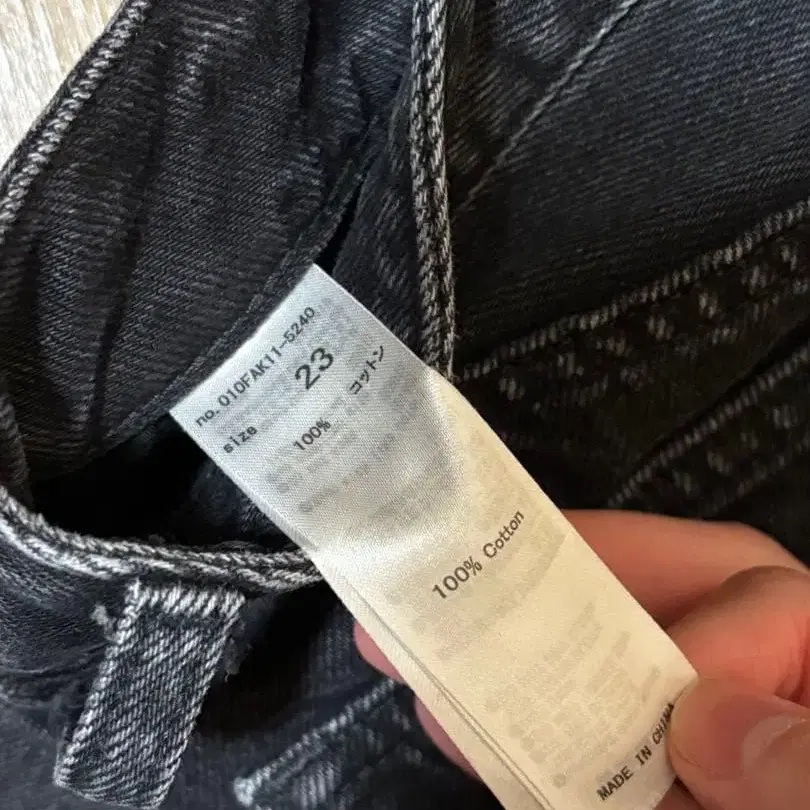 no. 010FAK11-5240
size 23
100% コットン
100% Cotton
MADE IN CHINA